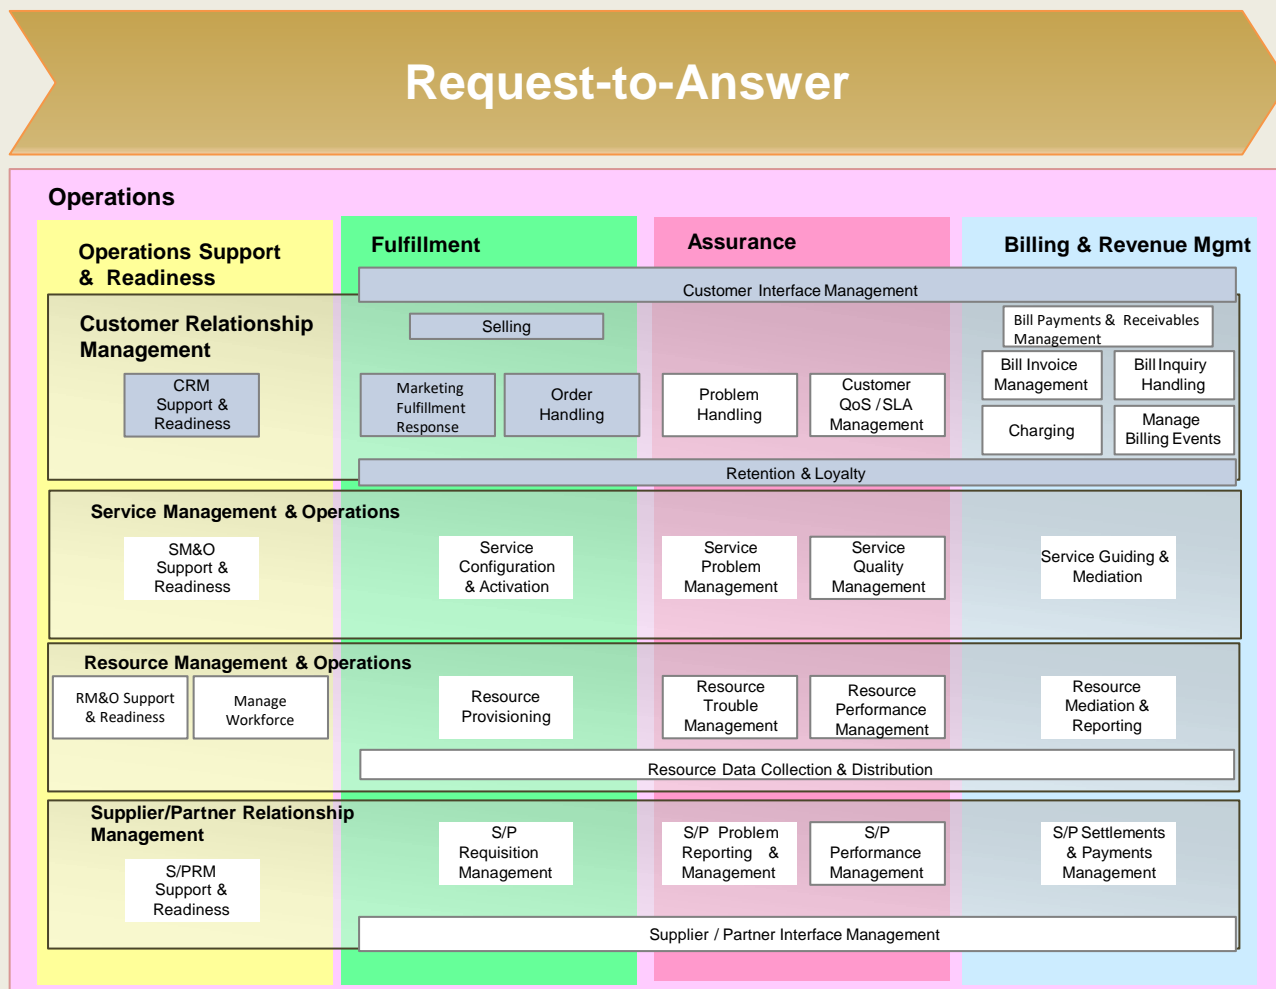 Request-to-Answer
Operations
Operations Support
& Readiness
Fulfillment
Assurance
Billing & Revenue Mgmt
Customer Interface Management
Customer Relationship
Management
Selling
Bill Payments & Receivables
Management
CRM
Support &
Readiness
Marketing
Fulfillment
Response
Order
Handling
Problem
Handling
Customer
QoS / SLA
Management
Bill Invoice
Management
Bill Inquiry
Handling
Charging
Manage
Billing Events
Retention & Loyalty
Service Management & Operations
SM&O
Support &
Readiness
Service
Configuration
& Activation
Service
Problem
Management
Service
Quality
Management
Service Guiding &
Mediation
Resource Management & Operations
RM&O Support
& Readiness
Manage
Workforce
Resource
Provisioning
Resource
Trouble
Management
Resource
Performance
Management
Resource
Mediation &
Reporting
Resource Data Collection & Distribution
Supplier/Partner Relationship
Management
S/PRM
Support &
Readiness
S/P
Requisition
Management
S/P Problem
Reporting &
Management
S/P
Performance
Management
S/P Settlements
& Payments
Management
Supplier / Partner Interface Management